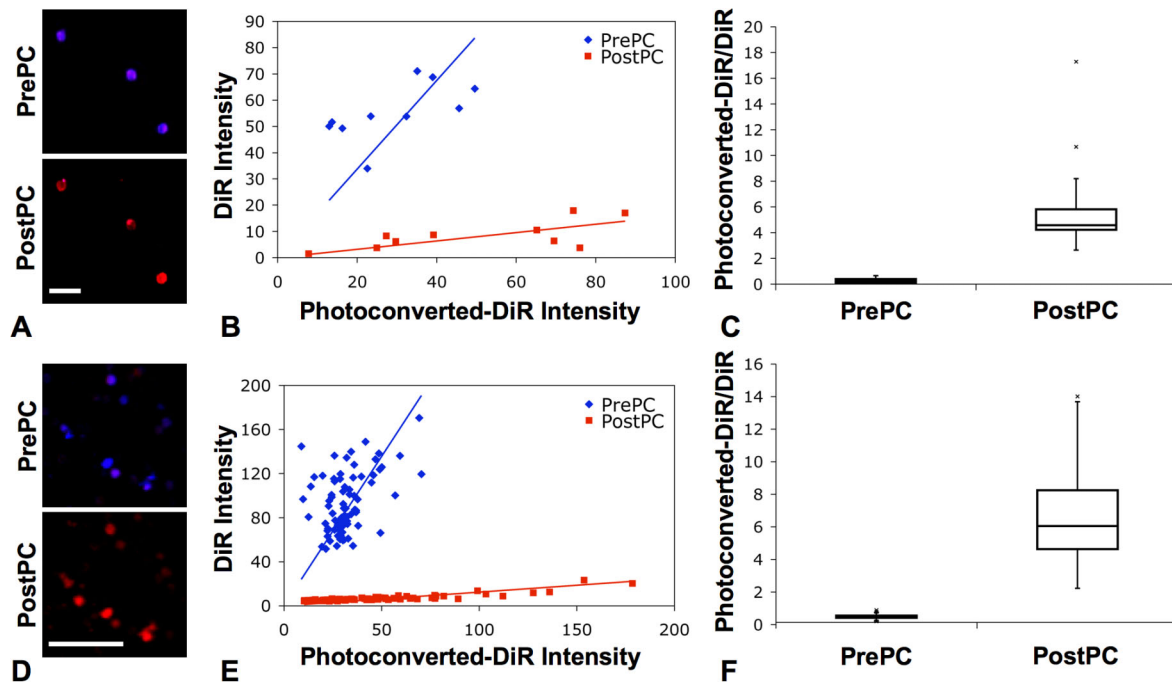 PrePC
PostPC
A
90
80
70
60
50
40
30
20
10
0
0 20 40 60 80 100
DiR Intensity
PrePC
PostPC
Photoconverted-DiR Intensity
B
20
18
16
14
12
10
8
6
4
2
0
Photoconverted-DiR/DiR
PrePC PostPC
C
PrePC
PostPC
D
200
160
120
80
40
0
0 50 100 150 200
DiR Intensity
PrePC
PostPC
Photoconverted-DiR Intensity
E
16
14
12
10
8
6
4
2
0
Photoconverted-DiR/DiR
PrePC PostPC
F